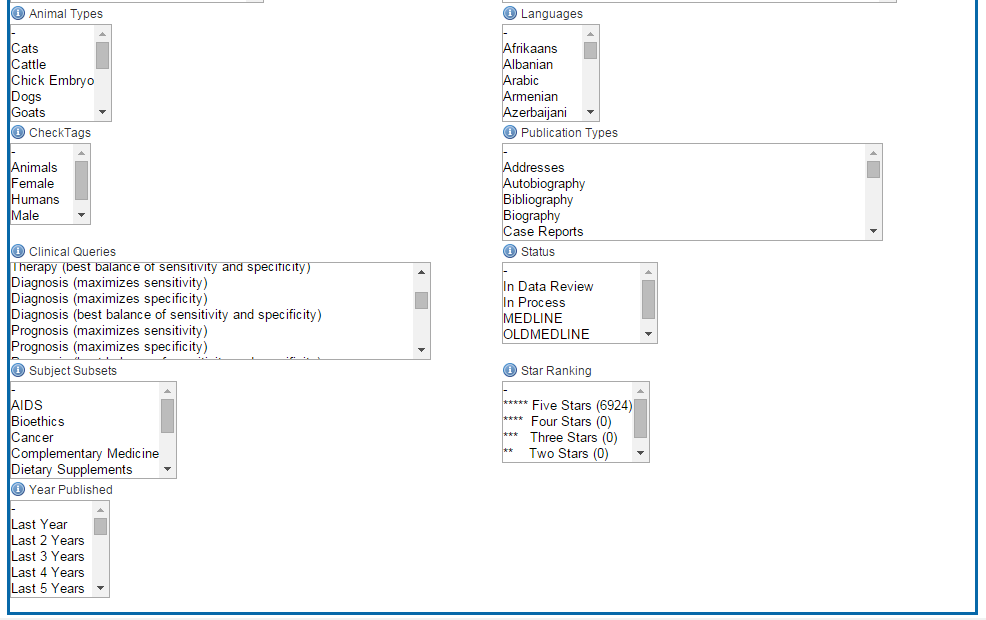 Animal Types
-
Cats
Cattle
Chick Embryo
Dogs
Goats
Languages
-
Afrikaans
Albanian
Arabic
Armenian
Azerbaijani
CheckTags
-
Animals
Female
Humans
Male
Publication Types
-
Addresses
Autobiography
Bibliography
Biography
Case Reports
Clinical Queries
Therapy (best balance of sensitivity and specificity)
Diagnosis (maximizes sensitivity)
Diagnosis (maximizes specificity)
Diagnosis (best balance of sensitivity and specificity)
Prognosis (maximizes sensitivity)
Prognosis (maximizes specificity)
Status
-
In Data Review
In Process
MEDLINE
OLDMEDLINE
Subject Subsets
-
AIDS
Bioethics
Cancer
Complementary Medicine
Dietary Supplements
Star Ranking
-
***** Five Stars (6924)
**** Four Stars (0)
*** Three Stars (0)
** Two Stars (0)
Year Published
-
Last Year
Last 2 Years
Last 3 Years
Last 4 Years
Last 5 Years